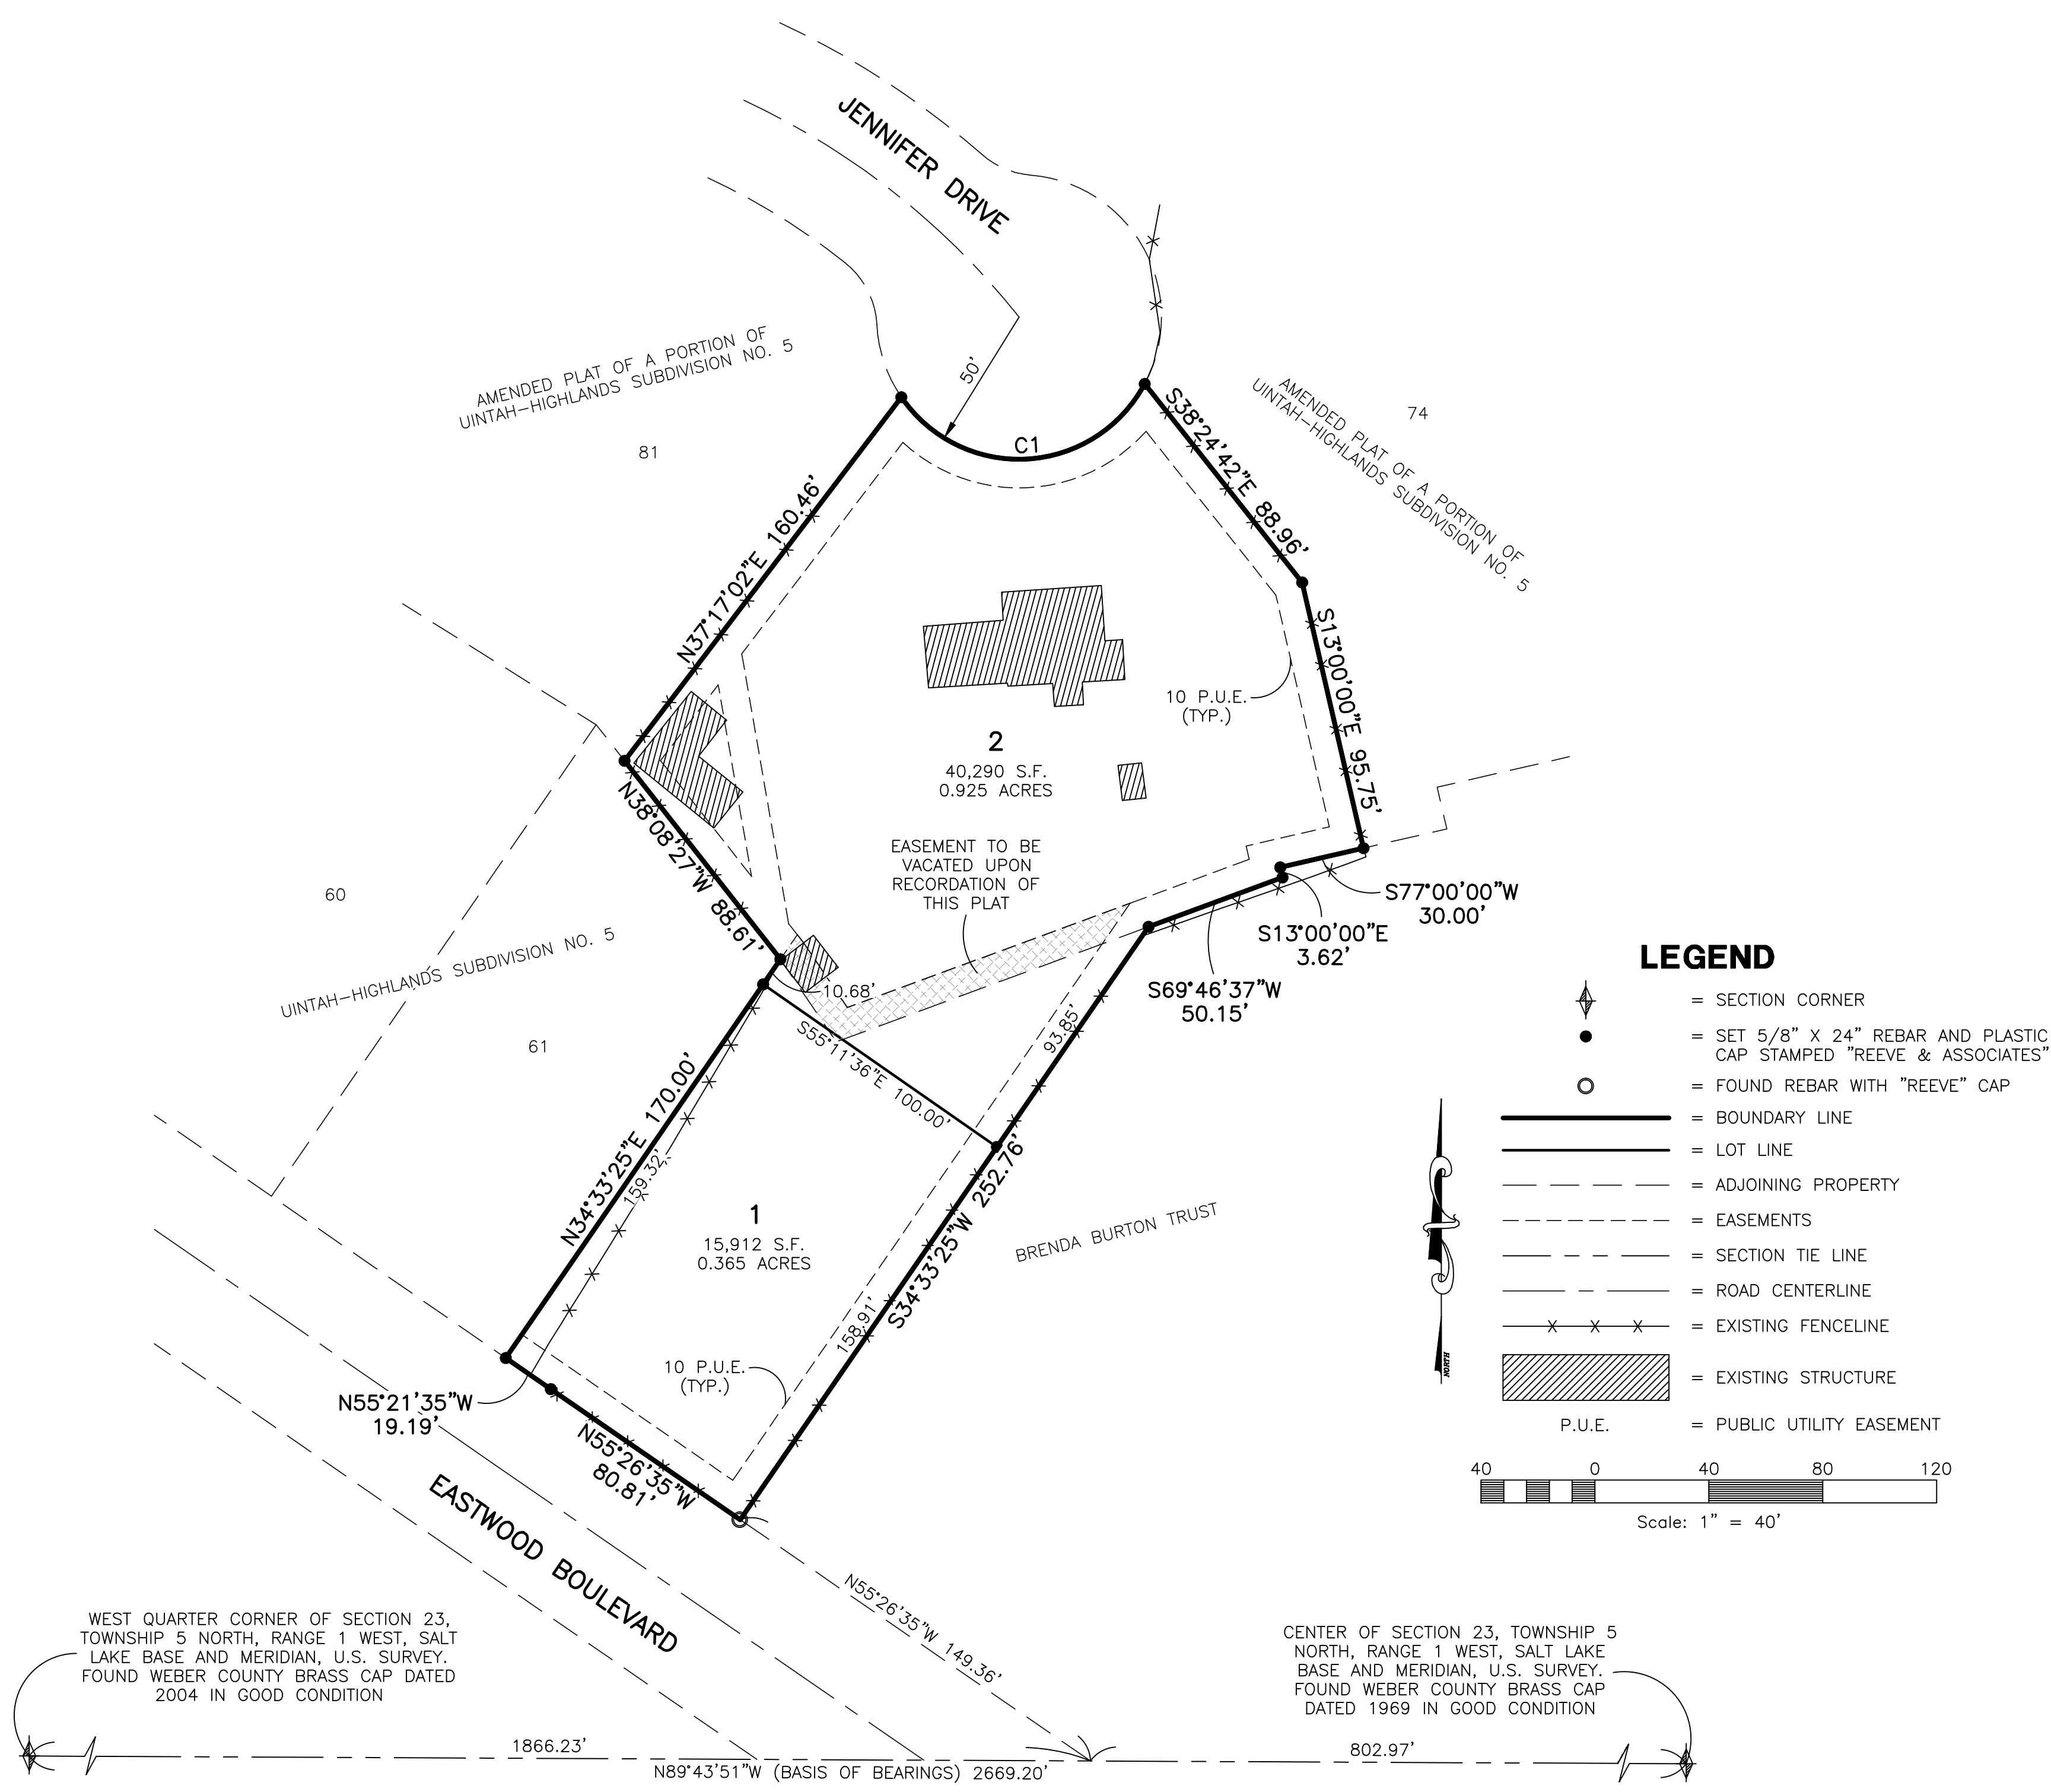 JENNIFER DRIVE
AMENDED PLAT OF A PORTION OF
UINTAH-HIGHLANDS SUBDIVISION NO. 5
81
50'
C1
AMENDED PLAT OF A PORTION OF
UINTAH-HIGHLANDS SUBDIVISION NO. 5
74
S38°24'42"E 88.96'
N37°17'02"E 160.46'
S13°00'00"E 95.75'
10 P.U.E.
(TYP.)
2
40,290 S.F.
0.925 ACRES
N38°08'27"W 88.61'
EASEMENT TO BE
VACATED UPON
RECORDATION OF
THIS PLAT
S77°00'00"W
30.00'
S13°00'00"E
3.62'
S69°46'37"W
50.15'
60
UINTAH-HIGHLANDS SUBDIVISION NO. 5
61
10.68'
S55°11'36"E 100.00'
93.85'
N34°33'25"E 170.00'
159.32'
1
15,912 S.F.
0.365 ACRES
S34°33'25"W 252.76'
158.91'
BRENDA BURTON TRUST
10 P.U.E.
(TYP.)
N55°21'35"W
19.19'
N55°26'35"W
80.81'
EASTWOOD BOULEVARD
N55°26'35"W 149.36'
LEGEND
= SECTION CORNER
= SET 5/8" X 24" REBAR AND PLASTIC
CAP STAMPED "REEVE & ASSOCIATES"
= FOUND REBAR WITH "REEVE" CAP
= BOUNDARY LINE
= LOT LINE
= ADJOINING PROPERTY
= EASEMENTS
= SECTION TIE LINE
= ROAD CENTERLINE
= EXISTING FENCELINE
= EXISTING STRUCTURE
P.U.E. = PUBLIC UTILITY EASEMENT
NORTH
40 0 40 80 120
Scale: 1" = 40'
WEST QUARTER CORNER OF SECTION 23,
TOWNSHIP 5 NORTH, RANGE 1 WEST, SALT
LAKE BASE AND MERIDIAN, U.S. SURVEY.
FOUND WEBER COUNTY BRASS CAP DATED
2004 IN GOOD CONDITION
CENTER OF SECTION 23, TOWNSHIP 5
NORTH, RANGE 1 WEST, SALT LAKE
BASE AND MERIDIAN, U.S. SURVEY.
FOUND WEBER COUNTY BRASS CAP
DATED 1969 IN GOOD CONDITION
1866.23'
802.97'
N89°43'51"W (BASIS OF BEARINGS) 2669.20'